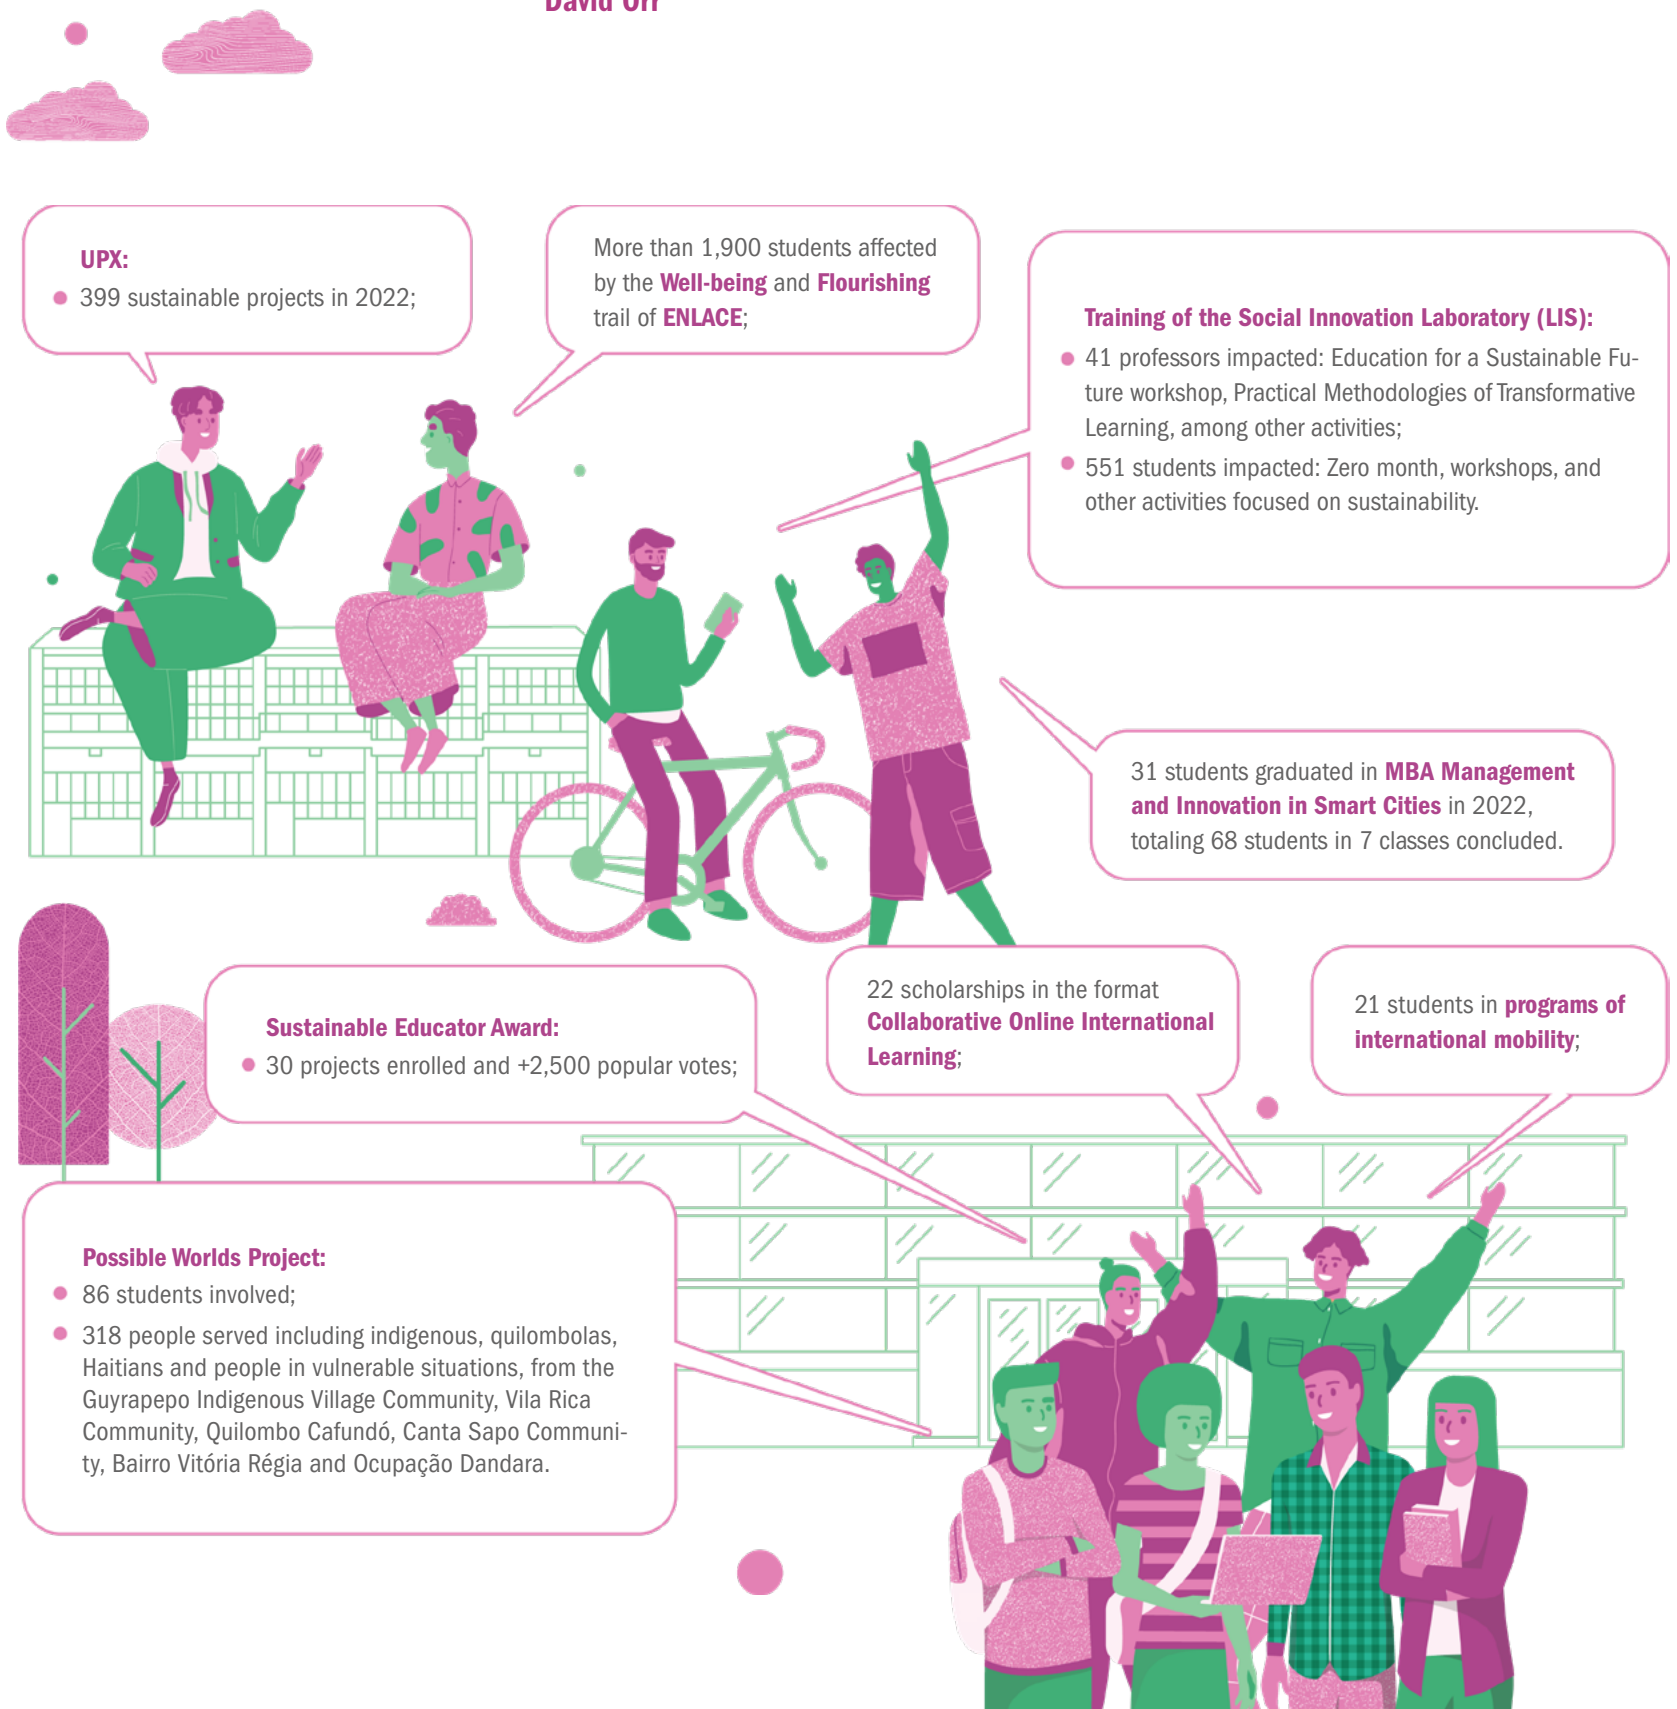 David Orr
UPX:
399 sustainable projects in 2022;
More than 1,900 students affected
by the Well-being and Flourishing
trail of ENLACE;
Training of the Social Innovation Laboratory (LIS):
41 professors impacted: Education for a Sustainable Fu-
ture workshop, Practical Methodologies of Transformative
Learning, among other activities;
551 students impacted: Zero month, workshops, and
other activities focused on sustainability.
31 students graduated in MBA Management
and Innovation in Smart Cities in 2022,
totaling 68 students in 7 classes concluded.
Sustainable Educator Award:
30 projects enrolled and +2,500 popular votes;
22 scholarships in the format
Collaborative Online International
Learning;
21 students in programs of
international mobility;
Possible Worlds Project:
86 students involved;
318 people served including indigenous, quilombolas,
Haitians and people in vulnerable situations, from the
Guyrapepo Indigenous Village Community, Vila Rica
Community, Quilombo Cafundó, Canta Sapo Communi-
ty, Bairro Vitória Régia and Ocupação Dandara.